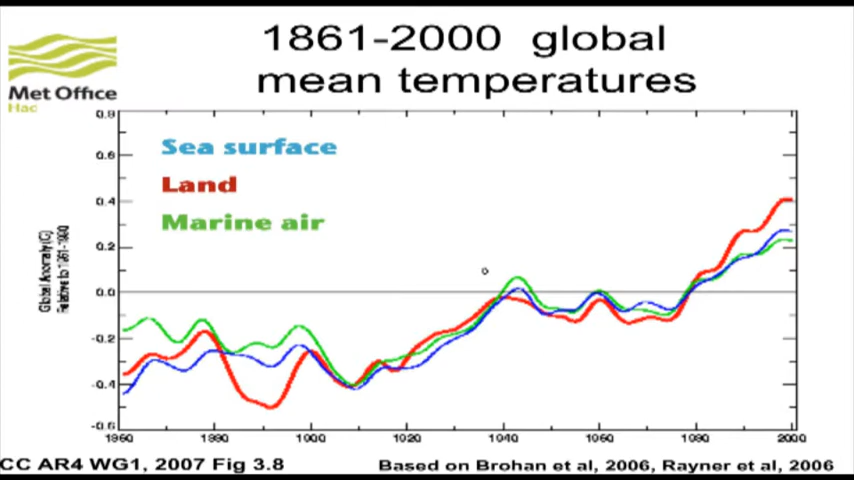 1861-2000 global
mean temperatures
Met Office
Hac
Sea surface
Land
Marine air
0.8
0.6
0.4
0.2
0.0
-0.2
-0.4
-0.6
Global Anomaly (C)
Relative to 1961-1990
1860 1880 1900 1920 1940 1960 1980 2000
CC AR4 WG1, 2007 Fig 3.8
Based on Brohan et al, 2006, Rayner et al, 2006